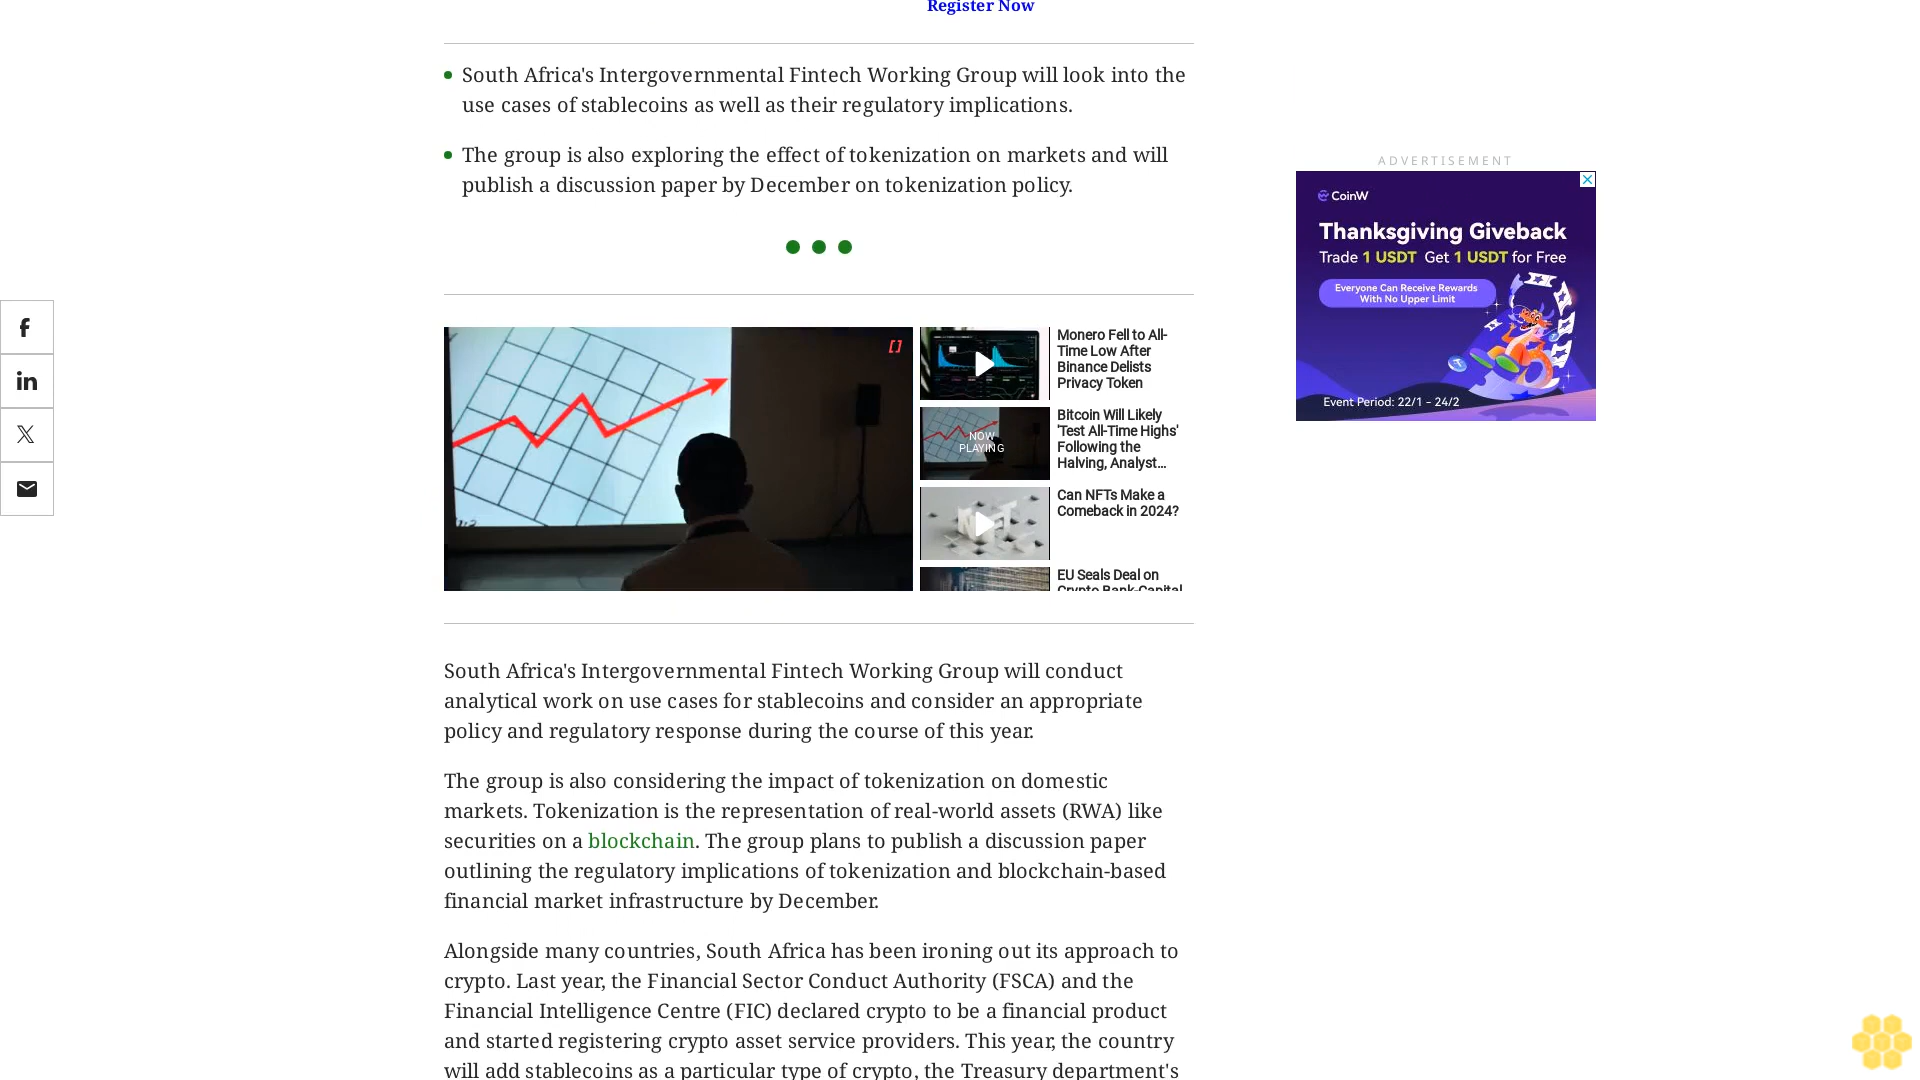 Register Now
South Africa's Intergovernmental Fintech Working Group will look into the
use cases of stablecoins as well as their regulatory implications.
The group is also exploring the effect of tokenization on markets and will
publish a discussion paper by December on tokenization policy.
Monero Fell to All-
Time Low After
Binance Delists
Privacy Token
NOW
PLAYING
Bitcoin Will Likely
'Test All-Time Highs'
Following the
Halving, Analyst...
Can NFTs Make a
Comeback in 2024?
EU Seals Deal on
Crypto Bank-Capital
South Africa's Intergovernmental Fintech Working Group will conduct
analytical work on use cases for stablecoins and consider an appropriate
policy and regulatory response during the course of this year.
The group is also considering the impact of tokenization on domestic
markets. Tokenization is the representation of real-world assets (RWA) like
securities on a blockchain. The group plans to publish a discussion paper
outlining the regulatory implications of tokenization and blockchain-based
financial market infrastructure by December.
Alongside many countries, South Africa has been ironing out its approach to
crypto. Last year, the Financial Sector Conduct Authority (FSCA) and the
Financial Intelligence Centre (FIC) declared crypto to be a financial product
and started registering crypto asset service providers. This year, the country
will add stablecoins as a particular type of crypto, the Treasury department's
ADVERTISEMENT
CoinW
Thanksgiving Giveback
Trade 1 USDT Get 1 USDT for Free
Everyone Can Receive Rewards
With No Upper Limit
Event Period: 22/1 - 24/2